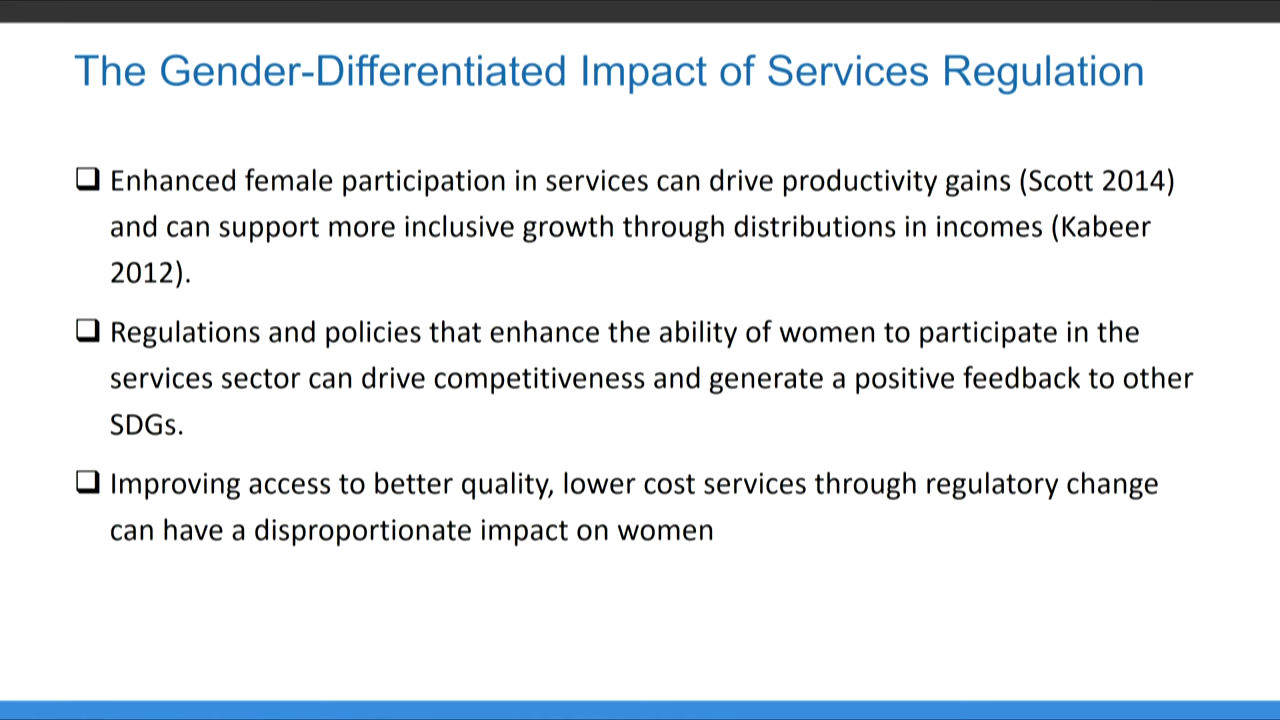 The Gender-Differentiated Impact of Services Regulation
Enhanced female participation in services can drive productivity gains (Scott 2014)
and can support more inclusive growth through distributions in incomes (Kabeer
2012).
Regulations and policies that enhance the ability of women to participate in the
services sector can drive competitiveness and generate a positive feedback to other
SDGs.
Improving access to better quality, lower cost services through regulatory change
can have a disproportionate impact on women